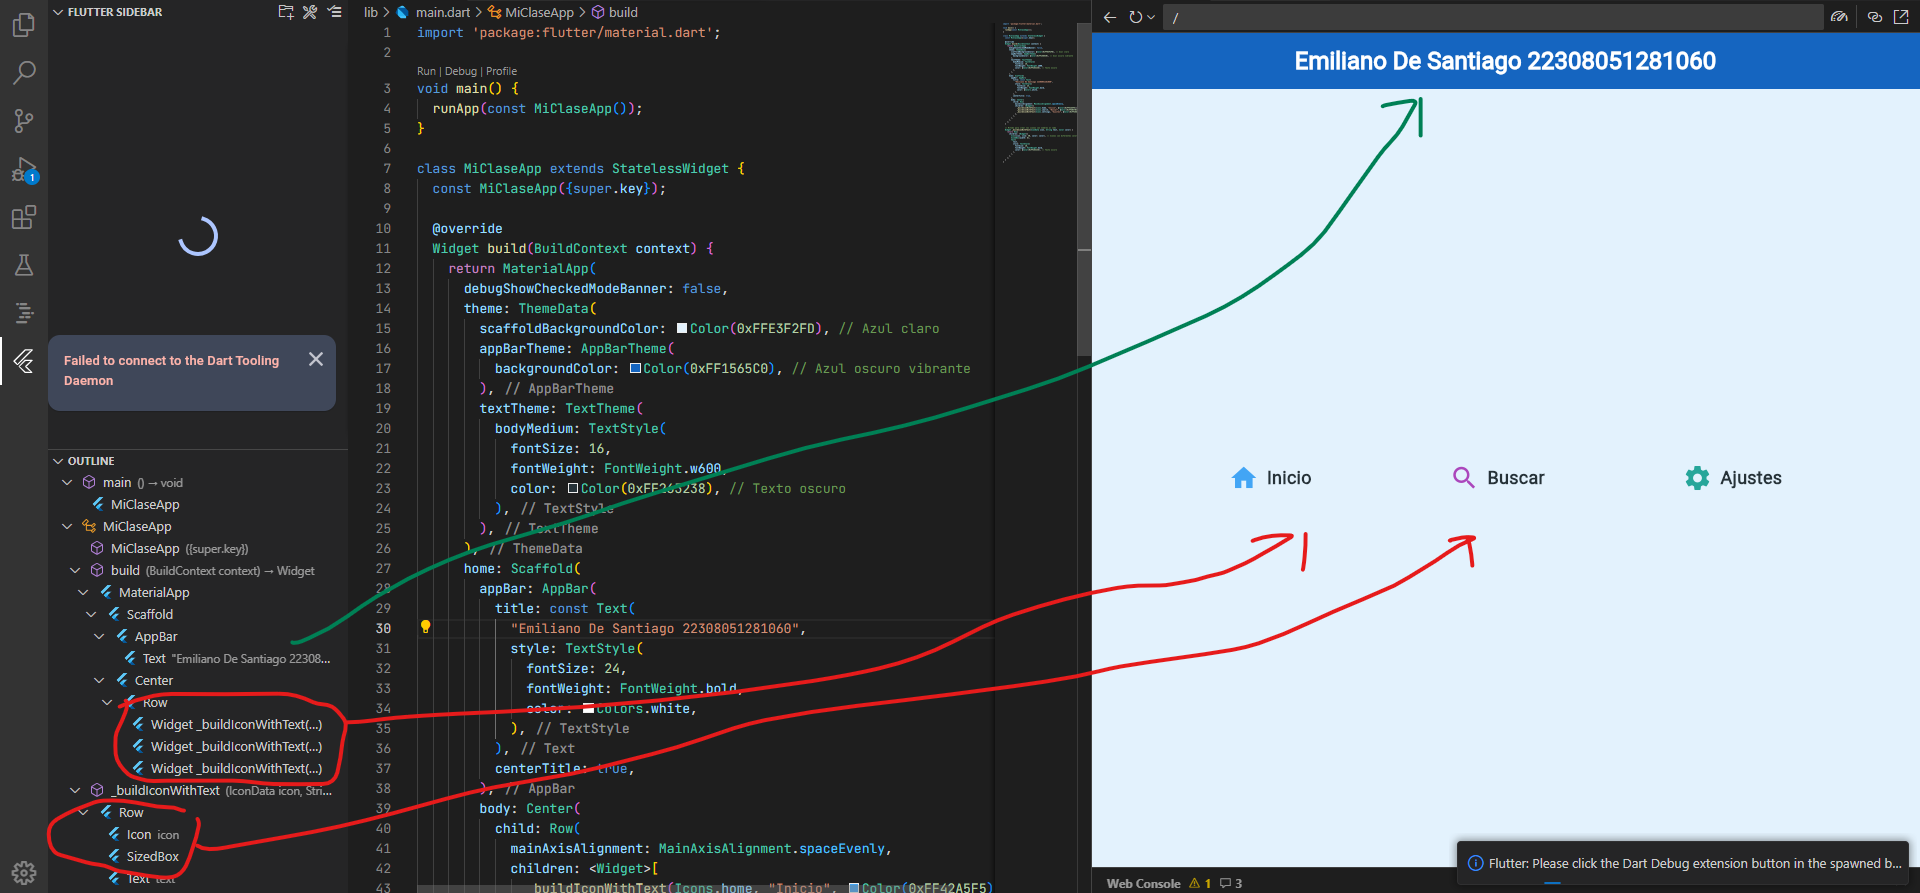 FLUTTER SIDEBAR
Failed to connect to the Dart Tooling
Daemon
OUTLINE
main () → void
MiClaseApp
MiClaseApp
MiClaseApp ({super.key})
build (BuildContext context) → Widget
MaterialApp
Scaffold
AppBar
Text "Emiliano De Santiago 22308...
Center
Row
Widget _buildIconWithText(...)
Widget _buildIconWithText(...)
Widget _buildIconWithText(...)
_buildIconWithText (IconData icon, Stri...
Row
Icon icon
SizedBox
Text text
lib > main.dart > MiClaseApp > build
1 import 'package:flutter/material.dart';
2
Run | Debug | Profile
3 void main() {
4 runApp(const MiClaseApp());
5 }
6
7 class MiClaseApp extends StatelessWidget {
8 const MiClaseApp({super.key});
9
10 @override
11 Widget build(BuildContext context) {
12 return MaterialApp(
13 debugShowCheckedModeBanner: false,
14 theme: ThemeData(
15 scaffoldBackgroundColor: Color(0xFFE3F2FD), // Azul claro
16 appBarTheme: AppBarTheme(
17 backgroundColor: Color(0xFF1565C0), // Azul oscuro vibrante
18 ), // AppBarTheme
19 textTheme: TextTheme(
20 bodyMedium: TextStyle(
21 fontSize: 16,
22 fontWeight: FontWeight.w600,
23 color: Color(0xFF263238), // Texto oscuro
24 ), // TextStyle
25 ), // TextTheme
26 ), // ThemeData
27 home: Scaffold(
28 appBar: AppBar(
29 title: const Text(
30 "Emiliano De Santiago 22308051281060",
31 style: TextStyle(
32 fontSize: 24,
33 fontWeight: FontWeight.bold,
34 color: Colors.white,
35 ), // TextStyle
36 ), // Text
37 centerTitle: true,
38 ), // AppBar
39 body: Center(
40 child: Row(
41 mainAxisAlignment: MainAxisAlignment.spaceEvenly,
42 children: <Widget>[
43 _buildIconWithText(Icons.home, "Inicio", Color(0xFF42A5F5)
/
Emiliano De Santiago 22308051281060
Inicio
Buscar
Ajustes
Flutter: Please click the Dart Debug extension button in the spawned b...
Web Console 1 3
1